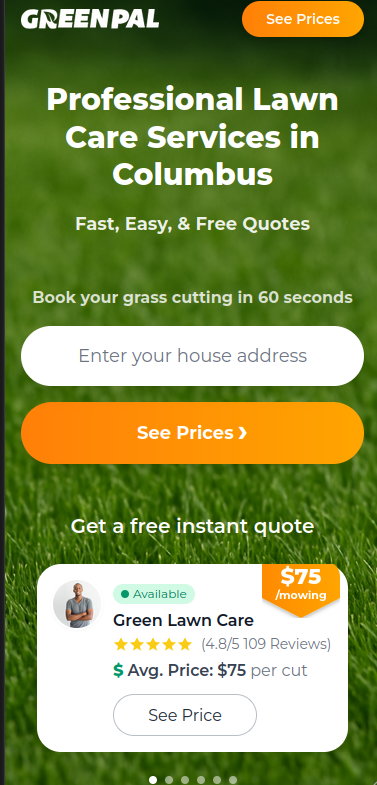 GREENPAL
See Prices
Professional Lawn
Care Services in
Columbus
Fast, Easy, & Free Quotes
Book your grass cutting in 60 seconds
Enter your house address
See Prices ›
Get a free instant quote
$75
/mowing
Available
Green Lawn Care
(4.8/5 109 Reviews)
$ Avg. Price: $75 per cut
See Price